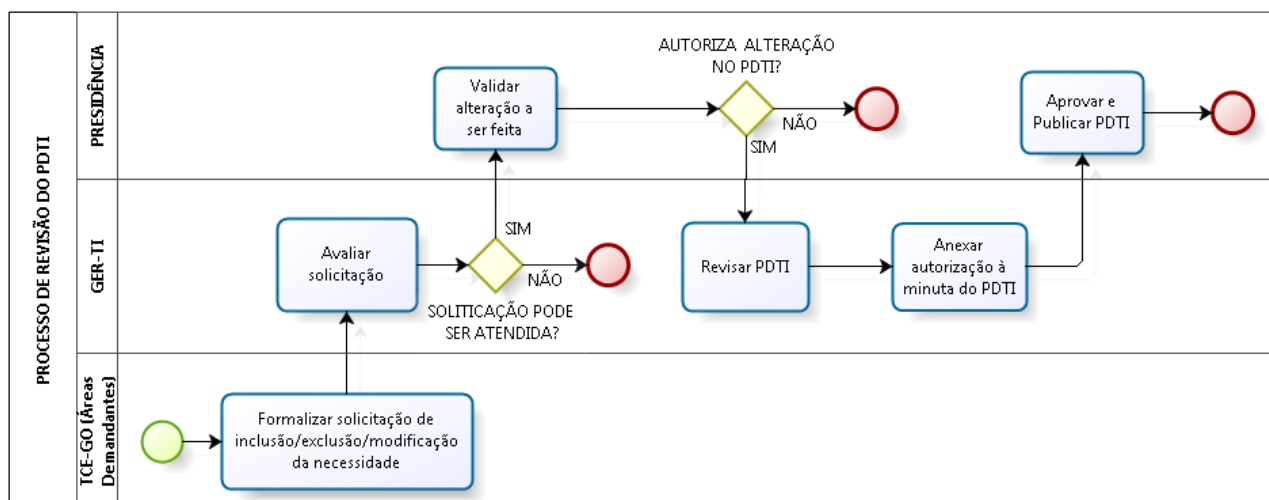 PROCESSO DE REVISÃO DO PDTI
PRESIDÊNCIA
Validar
alteração a
ser feita
AUTORIZA ALTERAÇÃO
NO PDTI?
NÃO
SIM
Aprovar e
Publicar PDTI
GER-TI
Avaliar
solicitação
SIM
NÃO
SOLITICAÇÃO PODE
SER ATENDIDA?
Revisar PDTI
Anexar
autorização à
minuta do PDTI
TCE-GO (Áreas
Demandantes)
Formalizar solicitação de
inclusão/exclusão/modificação
da necessidade